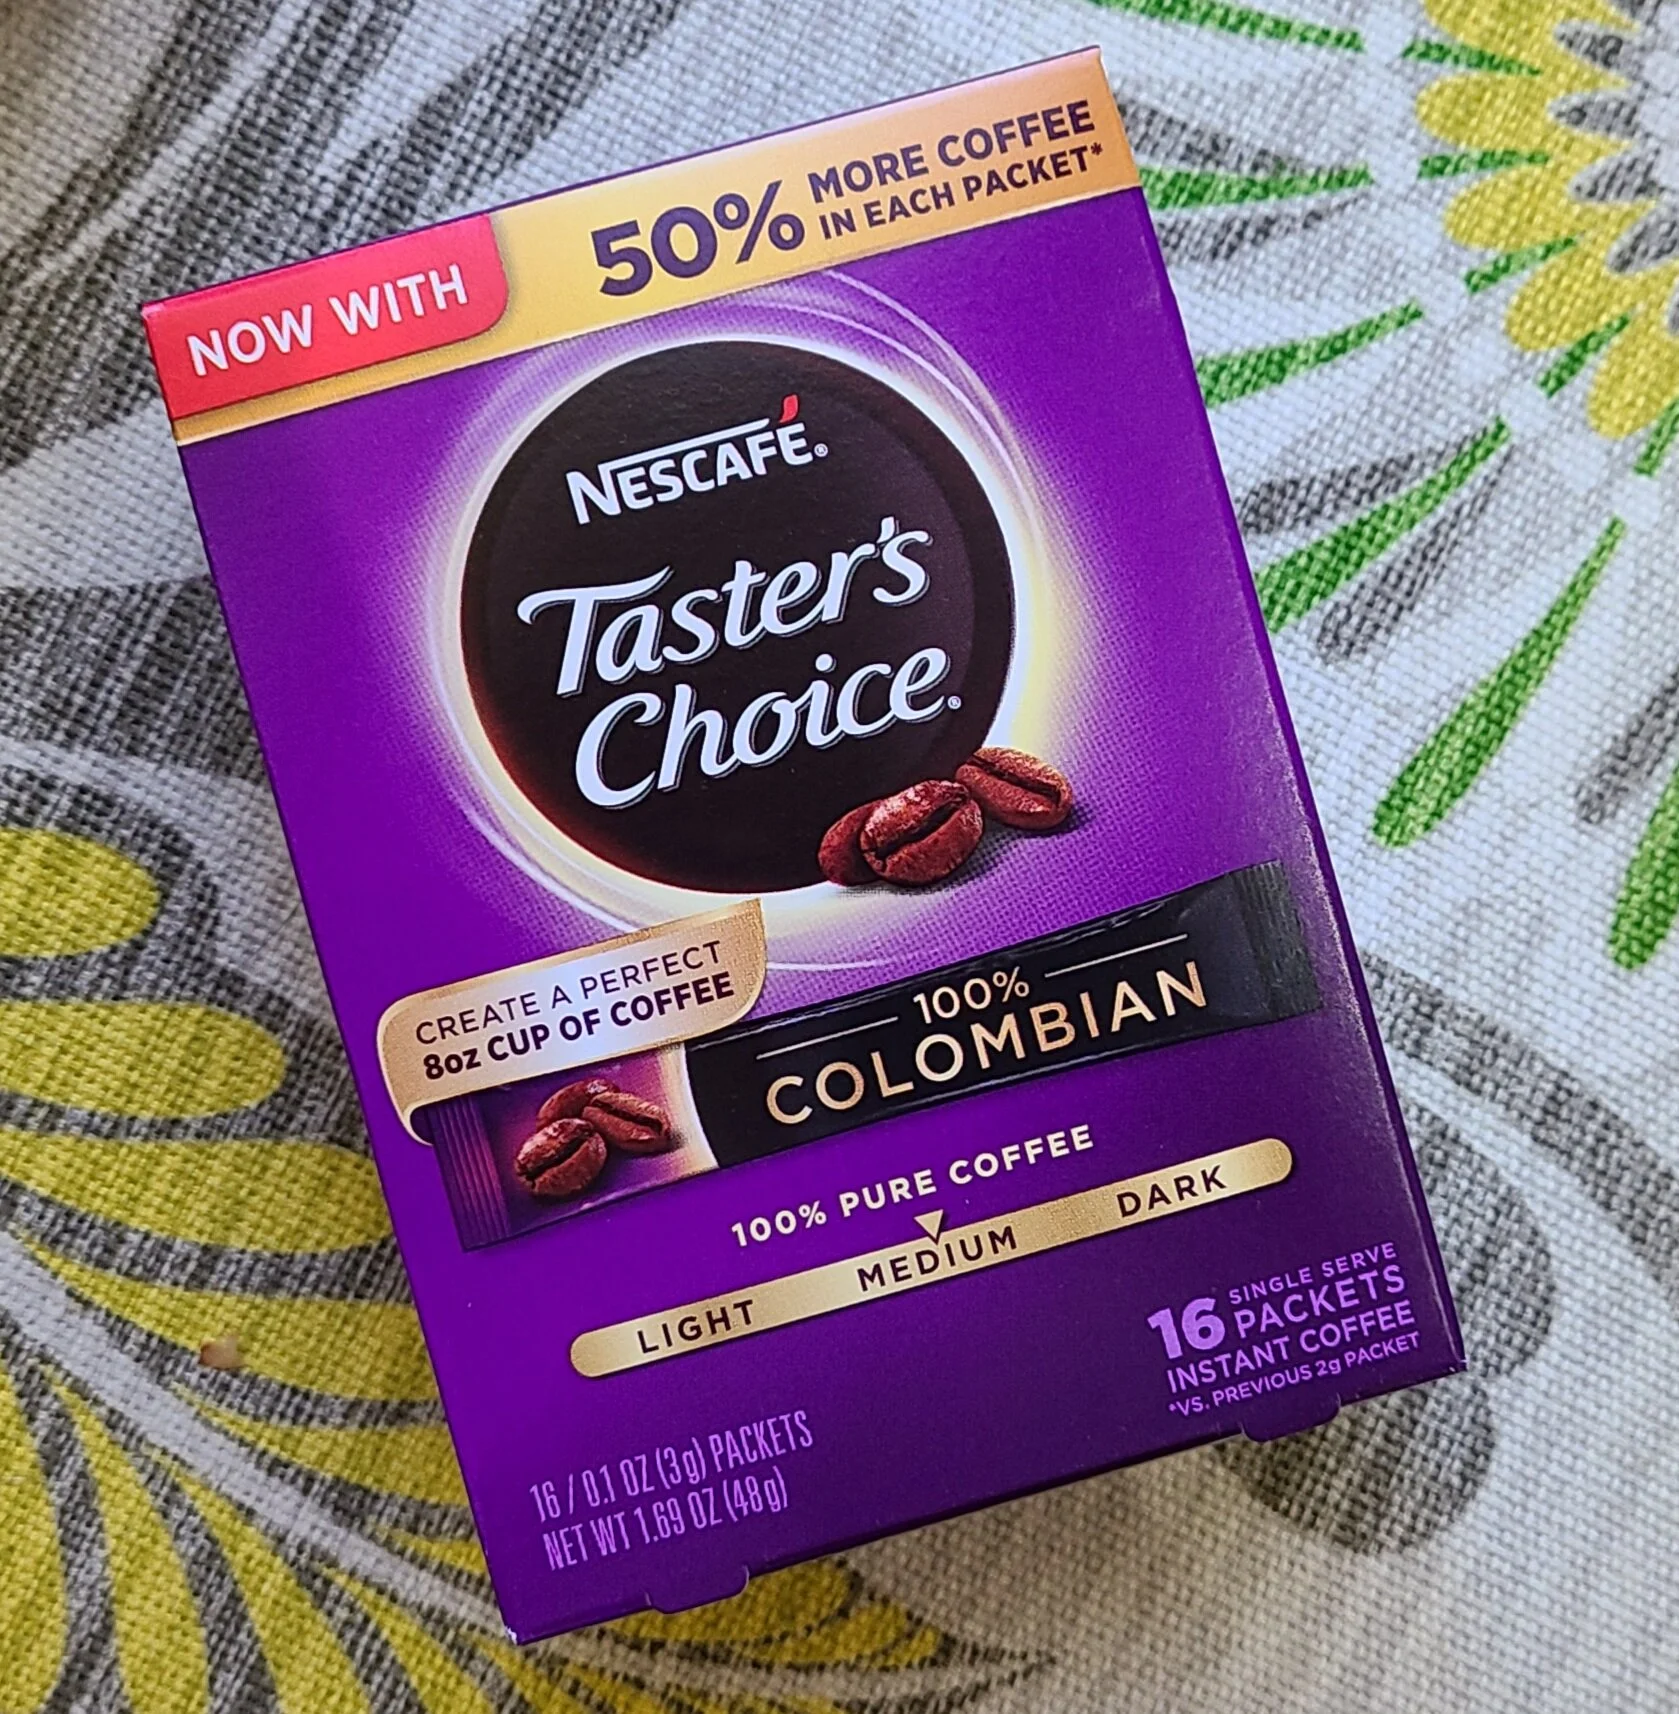 NOW WITH
50% MORE COFFEE
IN EACH PACKET*
NESCAFÉ®
Taster's
Choice®
CREATE A PERFECT
8oz CUP OF COFFEE
100%
COLOMBIAN
100% PURE COFFEE
LIGHT MEDIUM DARK
16 SINGLE SERVE
PACKETS
INSTANT COFFEE
*VS. PREVIOUS 2g PACKET
16 / 0.1 OZ (3g) PACKETS
NET WT 1.69 OZ (48g)